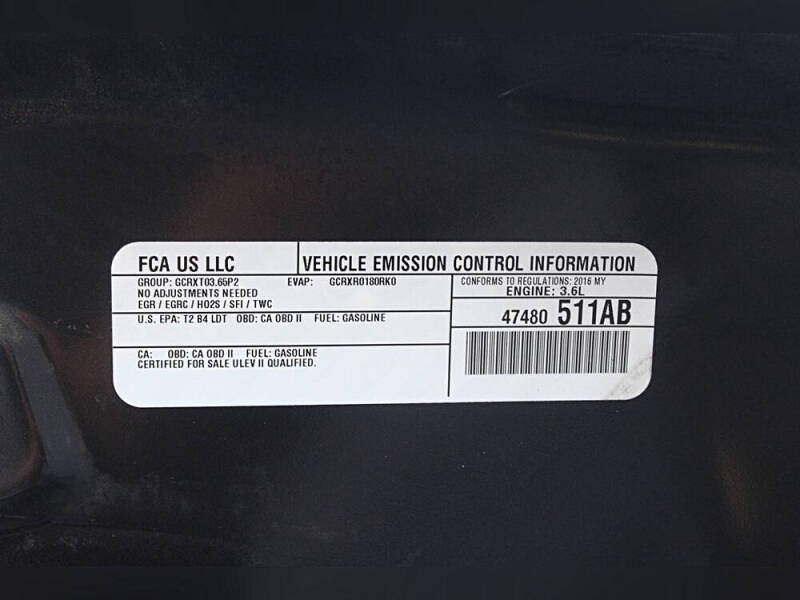 FCA US LLC
VEHICLE EMISSION CONTROL INFORMATION
GROUP: GCRXT03.65P2 EVAP: GCRXR0180RK0
NO ADJUSTMENTS NEEDED
EGR / EGRC / HO2S / SFI / TWC
CONFORMS TO REGULATIONS: 2016 MY
ENGINE: 3.6L
U.S. EPA: T2 B4 LDT OBD: CA OBD II FUEL: GASOLINE
47480 511AB
CA: OBD: CA OBD II FUEL: GASOLINE
CERTIFIED FOR SALE ULEV II QUALIFIED.